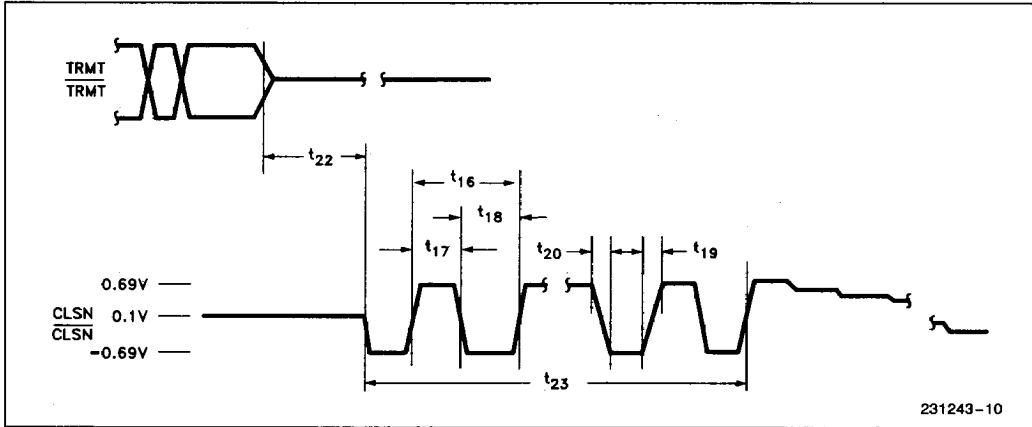 TRMT
TRMT
t22
t16
t18
t17
t20
t19
0.69V
CLSN 0.1V
CLSN
-0.69V
t23
231243-10